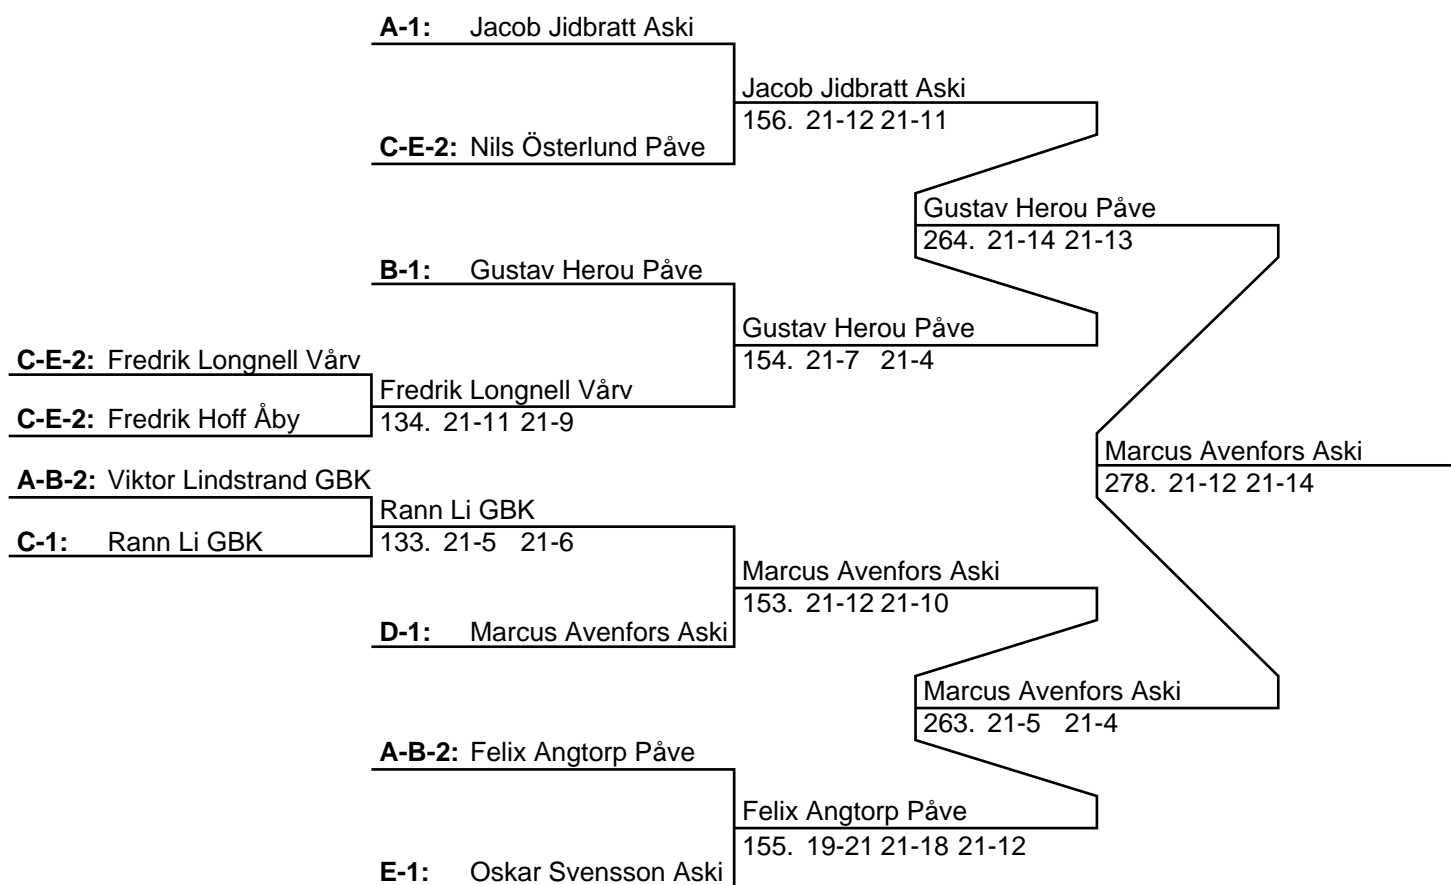 A-1: Jacob Jidbratt Aski
Jacob Jidbratt Aski
156. 21-12 21-11
C-E-2: Nils Österlund Påve
Gustav Herou Påve
264. 21-14 21-13
B-1: Gustav Herou Påve
Gustav Herou Påve
154. 21-7 21-4
C-E-2: Fredrik Longnell Vårv
Fredrik Longnell Vårv
134. 21-11 21-9
C-E-2: Fredrik Hoff Åby
Marcus Avenfors Aski
278. 21-12 21-14
A-B-2: Viktor Lindstrand GBK
Rann Li GBK
133. 21-5 21-6
C-1: Rann Li GBK
Marcus Avenfors Aski
153. 21-12 21-10
D-1: Marcus Avenfors Aski
Marcus Avenfors Aski
263. 21-5 21-4
A-B-2: Felix Angtorp Påve
Felix Angtorp Påve
155. 19-21 21-18 21-12
E-1: Oskar Svensson Aski